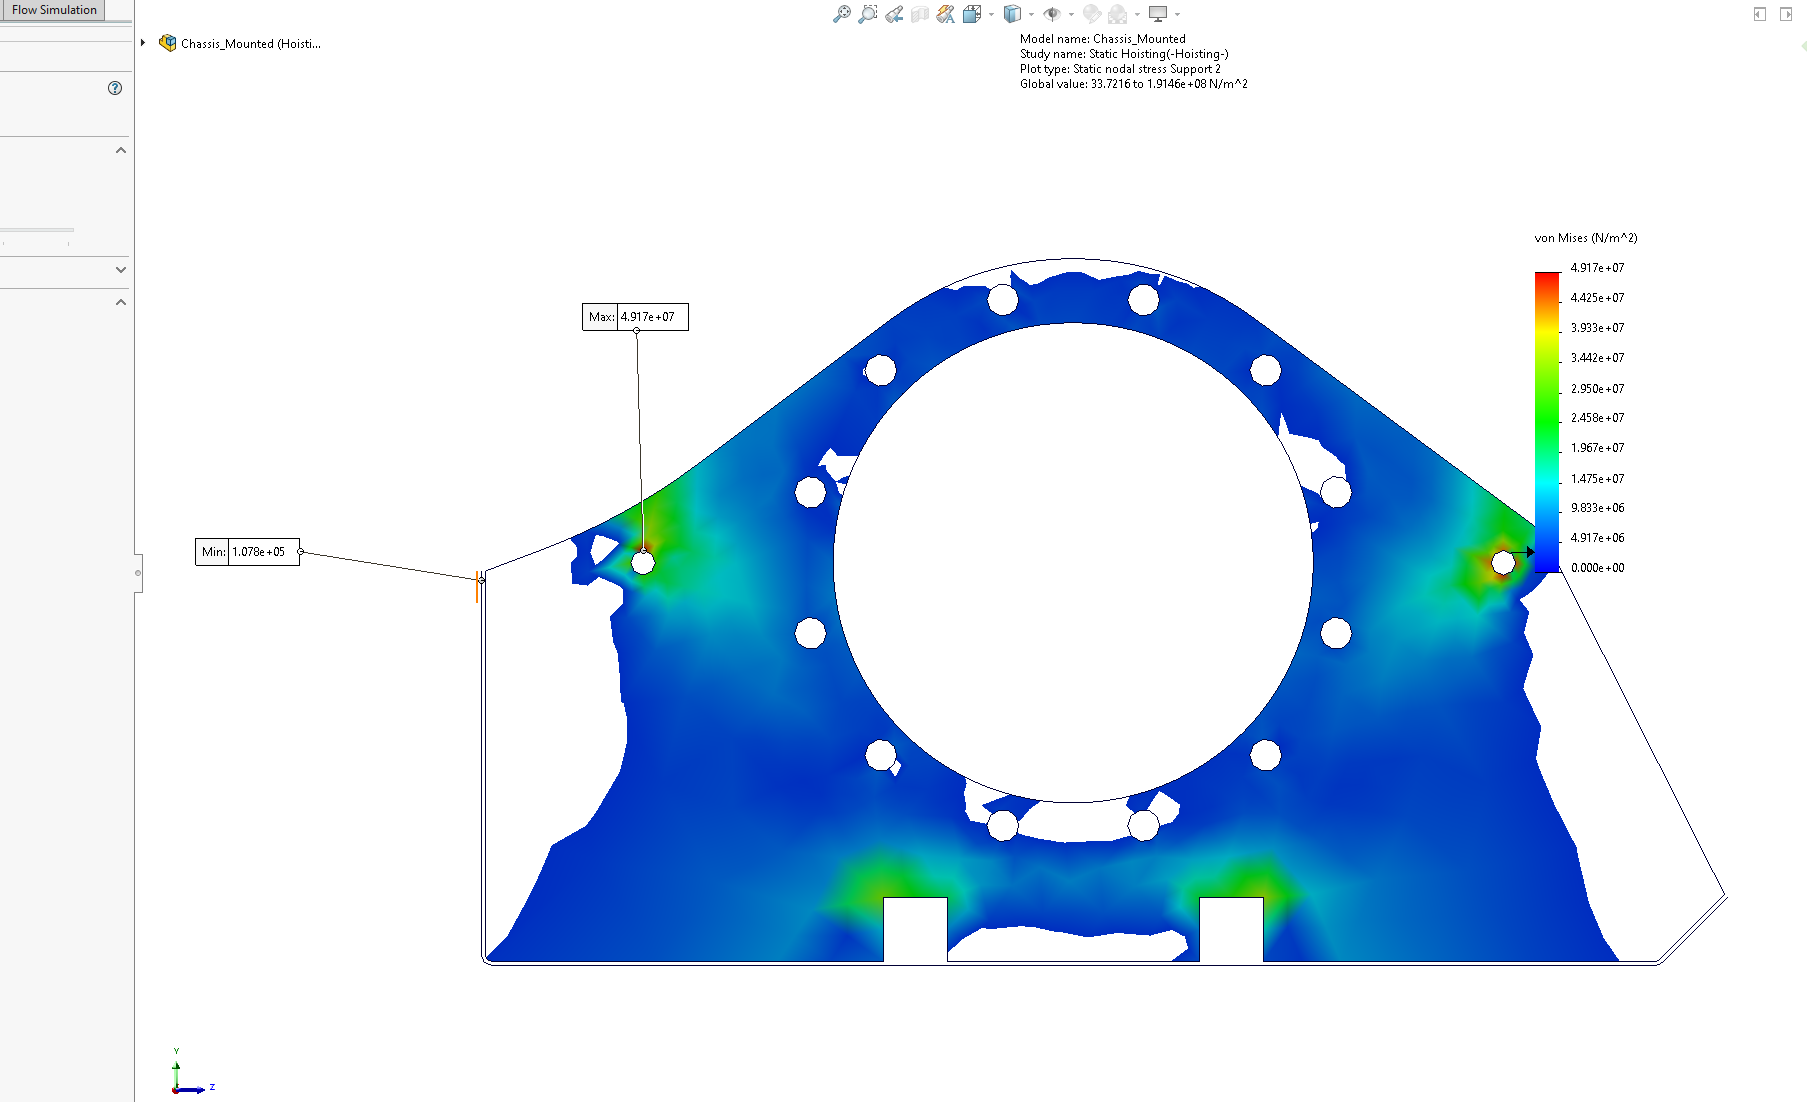 Flow Simulation
Chassis_Mounted (Hoisti...
Model name: Chassis_Mounted
Study name: Static Hoisting(-Hoisting-)
Plot type: Static nodal stress Support 2
Global value: 33.7216 to 1.9146e+08 N/m^2
von Mises (N/m^2)
4.917e+07
4.425e+07
3.933e+07
3.442e+07
2.950e+07
2.458e+07
1.967e+07
1.475e+07
9.833e+06
4.917e+06
0.000e+00
Max: 4.917e+07
Min: 1.078e+05
Y
Z